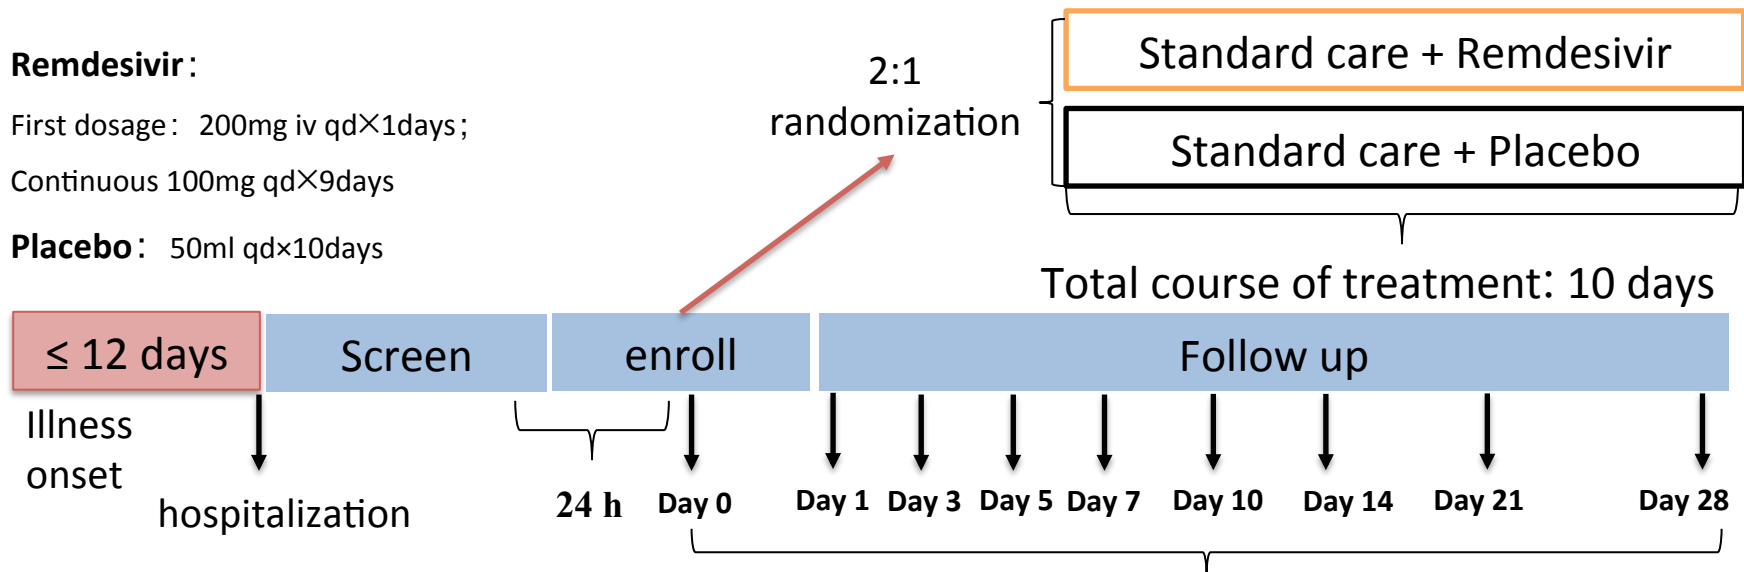 Remdesivir：
First dosage： 200mg iv qd×1days；
Continuous 100mg qd×9days
Placebo： 50ml qd×10days
2:1
randomization
Standard care + Remdesivir
Standard care + Placebo
Total course of treatment: 10 days
≤ 12 days
Screen
enroll
Follow up
Illness
onset
hospitalization
24 h
Day 0
Day 1
Day 3
Day 5
Day 7
Day 10
Day 14
Day 21
Day 28